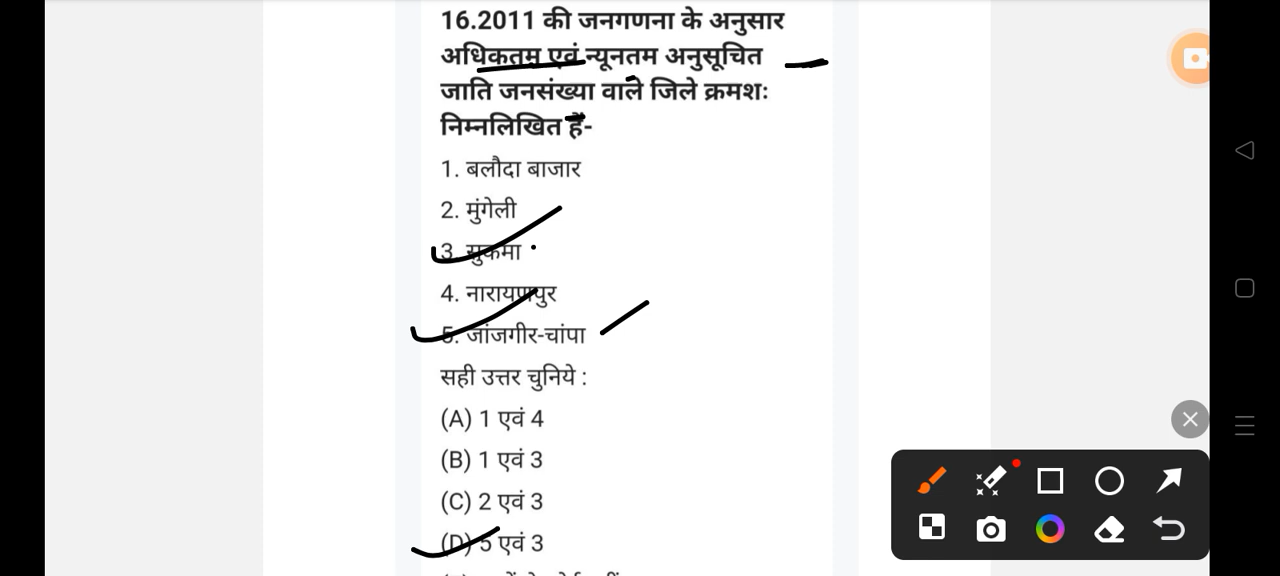 16.2011 की जनगणना के अनुसार
अधिकतम एवं न्यूनतम अनुसूचित
जाति जनसंख्या वाले जिले क्रमशः
निम्नलिखित हैं-
1. बलौदा बाजार
2. मुंगेली
3. सुकमा
4. नारायणपुर
5. जांजगीर-चांपा
सही उत्तर चुनिये :
(A) 1 एवं 4
(B) 1 एवं 3
(C) 2 एवं 3
(D) 5 एवं 3